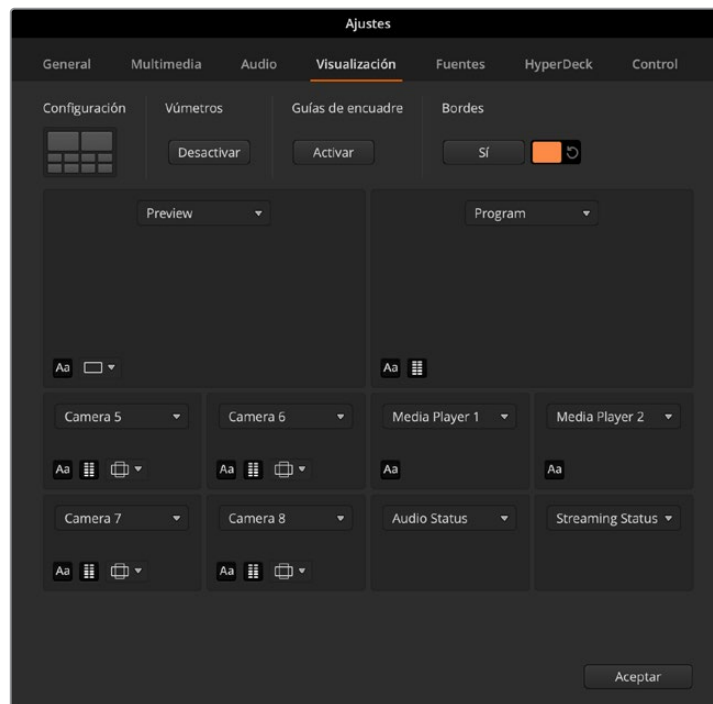 Ajustes
General Multimedia Audio Visualización Fuentes HyperDeck Control
Configuración Vúmetros Guías de encuadre Bordes
Desactivar Activar Sí
Preview Program
Aa Aa
Camera 5 Camera 6 Media Player 1 Media Player 2
Aa Aa Aa Aa
Camera 7 Camera 8 Audio Status Streaming Status
Aa Aa
Aceptar